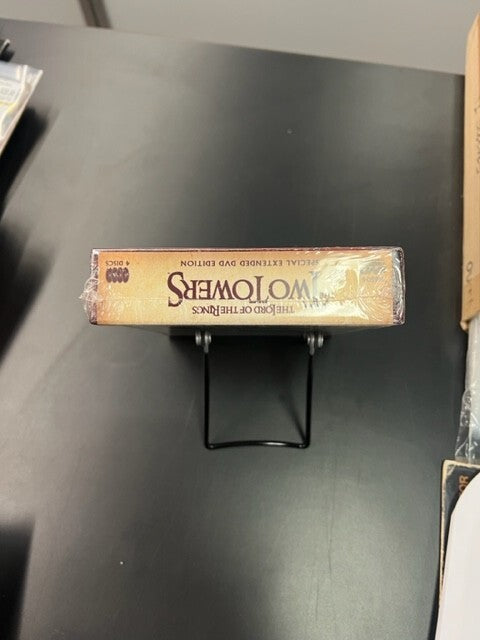 THE LORD OF THE RINGS
THE
TWO TOWERS
SPECIAL EXTENDED DVD EDITION
4 DISCS